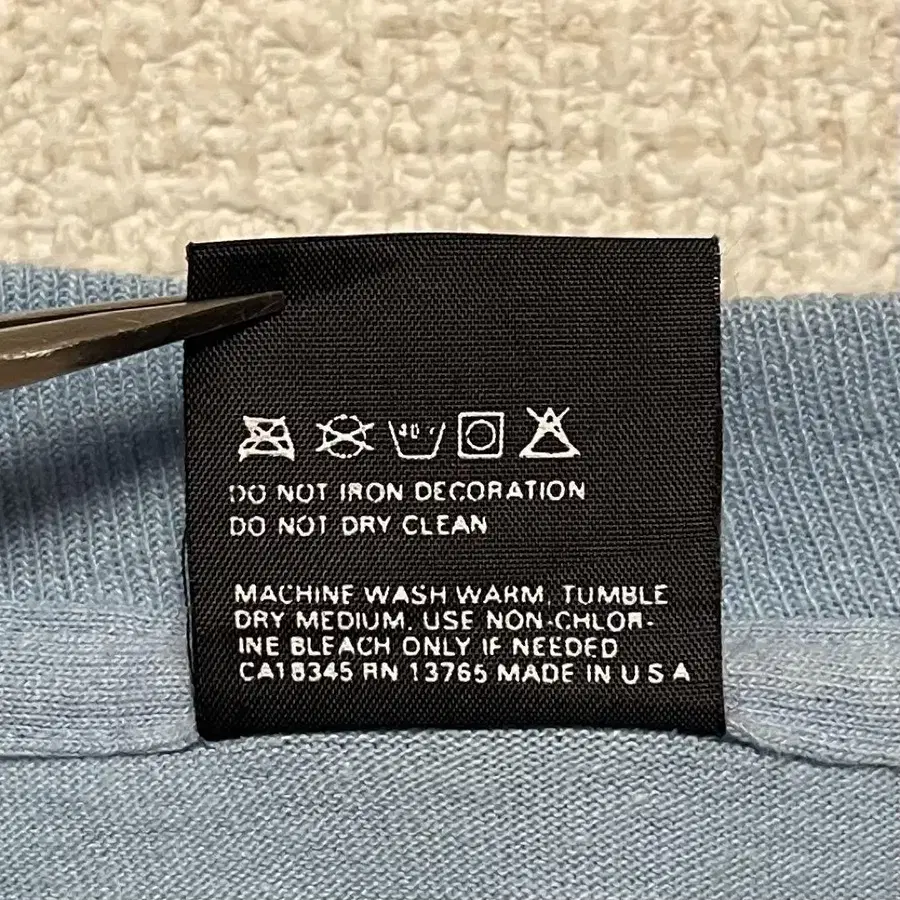 40°
DO NOT IRON DECORATION
DO NOT DRY CLEAN
MACHINE WASH WARM, TUMBLE
DRY MEDIUM. USE NON-CHLOR-
INE BLEACH ONLY IF NEEDED
CA18345 RN 13765 MADE IN U S A